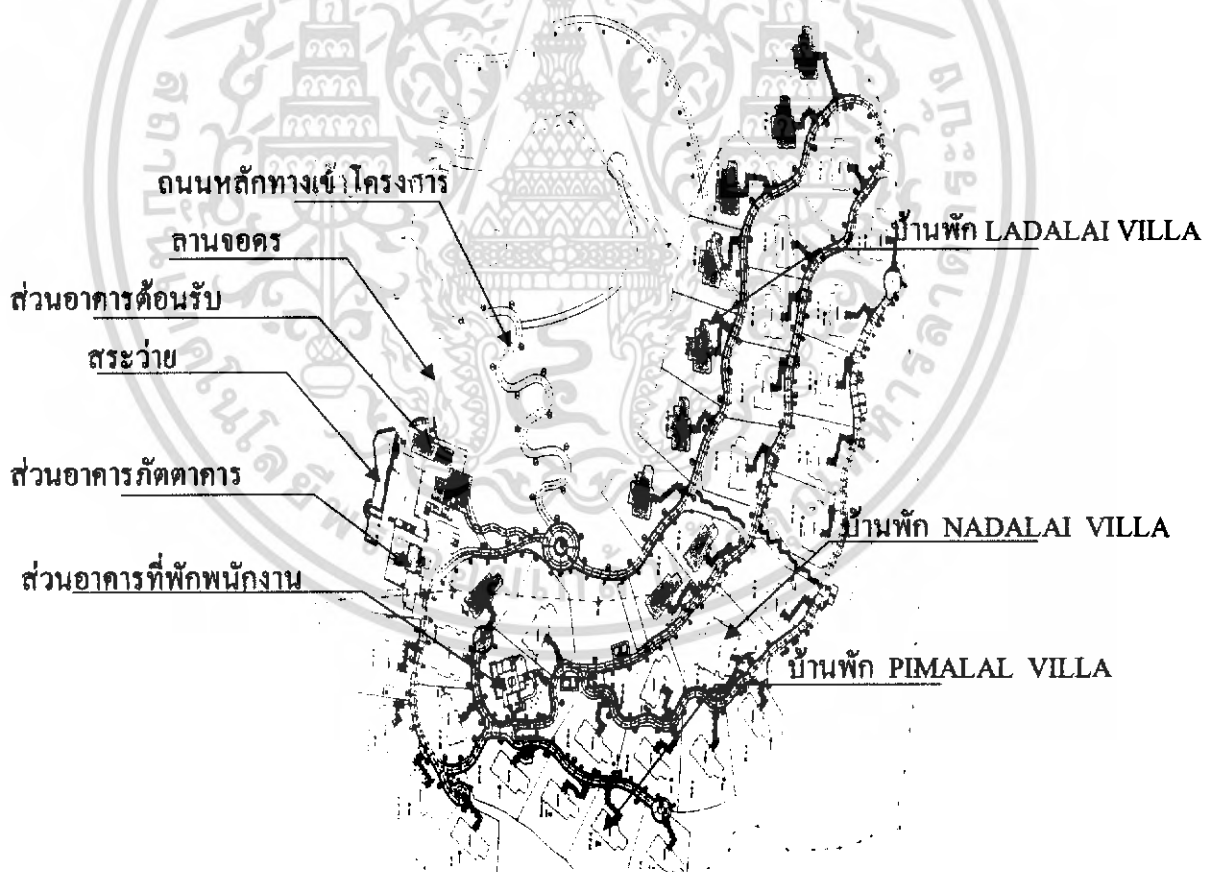 ถนนหลักทางเข้าโครงการ
ลานจอดร
ส่วนอาคารต้อนรับ
สระว่าย
ส่วนอาคารภัตตาคาร
ส่วนอาคารที่พักพนักงาน
บ้านพัก LADALAI VILLA
บ้านพัก NADALAI VILLA
บ้านพัก PIMALAL VILLA